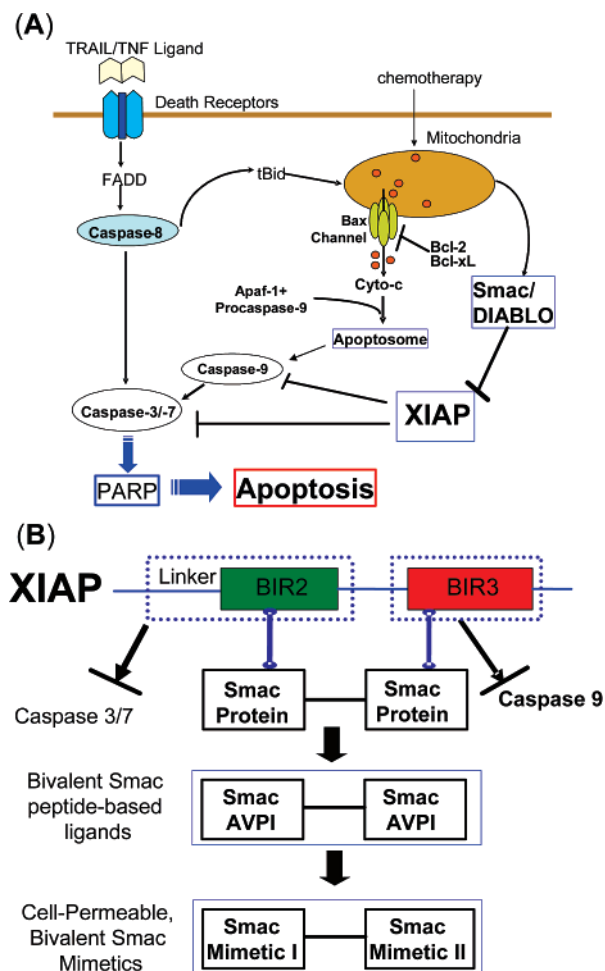 (A)
TRAIL/TNF Ligand
Death Receptors
chemotherapy
Mitochondria
FADD
tBid
Caspase-8
Bax
Channel
Bcl-2
Bcl-xL
Cyto-c
Smac/
DIABLO
Apaf-1+
Procaspase-9
Apoptosome
Caspase-9
XIAP
Caspase-3/-7
PARP
Apoptosis
(B)
XIAP
Linker
BIR2
BIR3
Smac
Protein
Smac
Protein
Caspase 3/7
Caspase 9
Bivalent Smac
peptide-based
ligands
Smac
AVPI
Smac
AVPI
Cell-Permeable,
Bivalent Smac
Mimetics
Smac
Mimetic I
Smac
Mimetic II